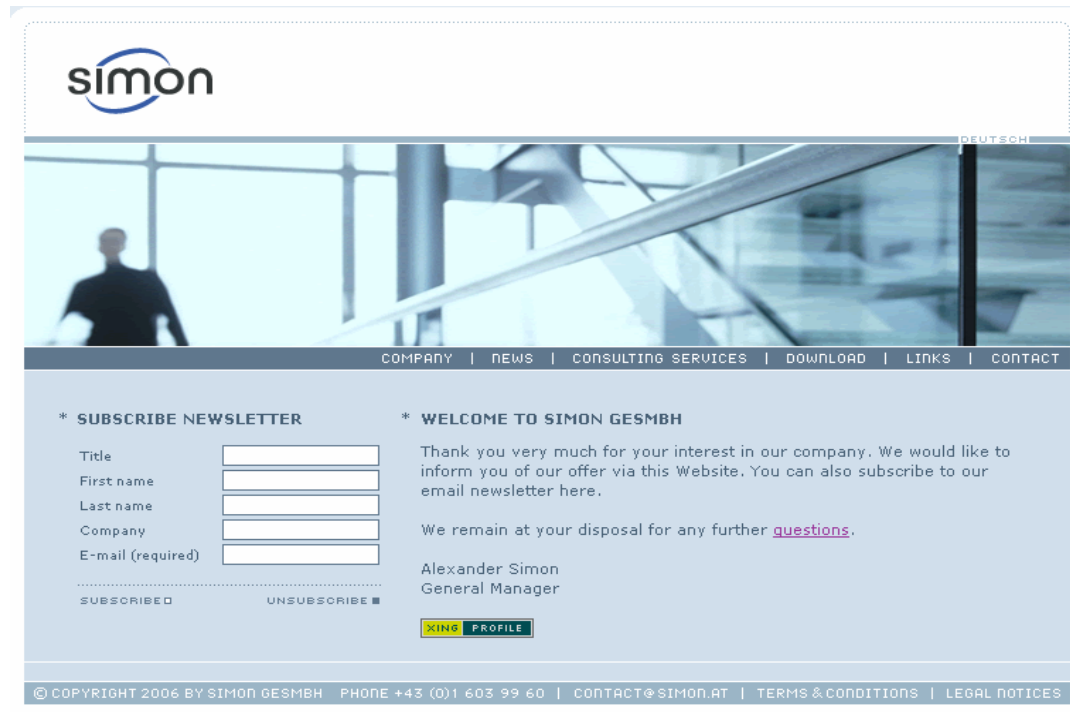 simon
DEUTSCH
COMPANY | NEWS | CONSULTING SERVICES | DOWNLOAD | LINKS | CONTACT
* SUBSCRIBE NEWSLETTER
Title
First name
Last name
Company
E-mail (required)
SUBSCRIBE UNSUBSCRIBE
* WELCOME TO SIMON GESMBH
Thank you very much for your interest in our company. We would like to
inform you of our offer via this Website. You can also subscribe to our
email newsletter here.
We remain at your disposal for any further questions.
Alexander Simon
General Manager
XING PROFILE
© COPYRIGHT 2006 BY SIMON GESMBH PHONE +43 (0)1 603 99 60 | CONTACT@SIMON.AT | TERMS & CONDITIONS | LEGAL NOTICES